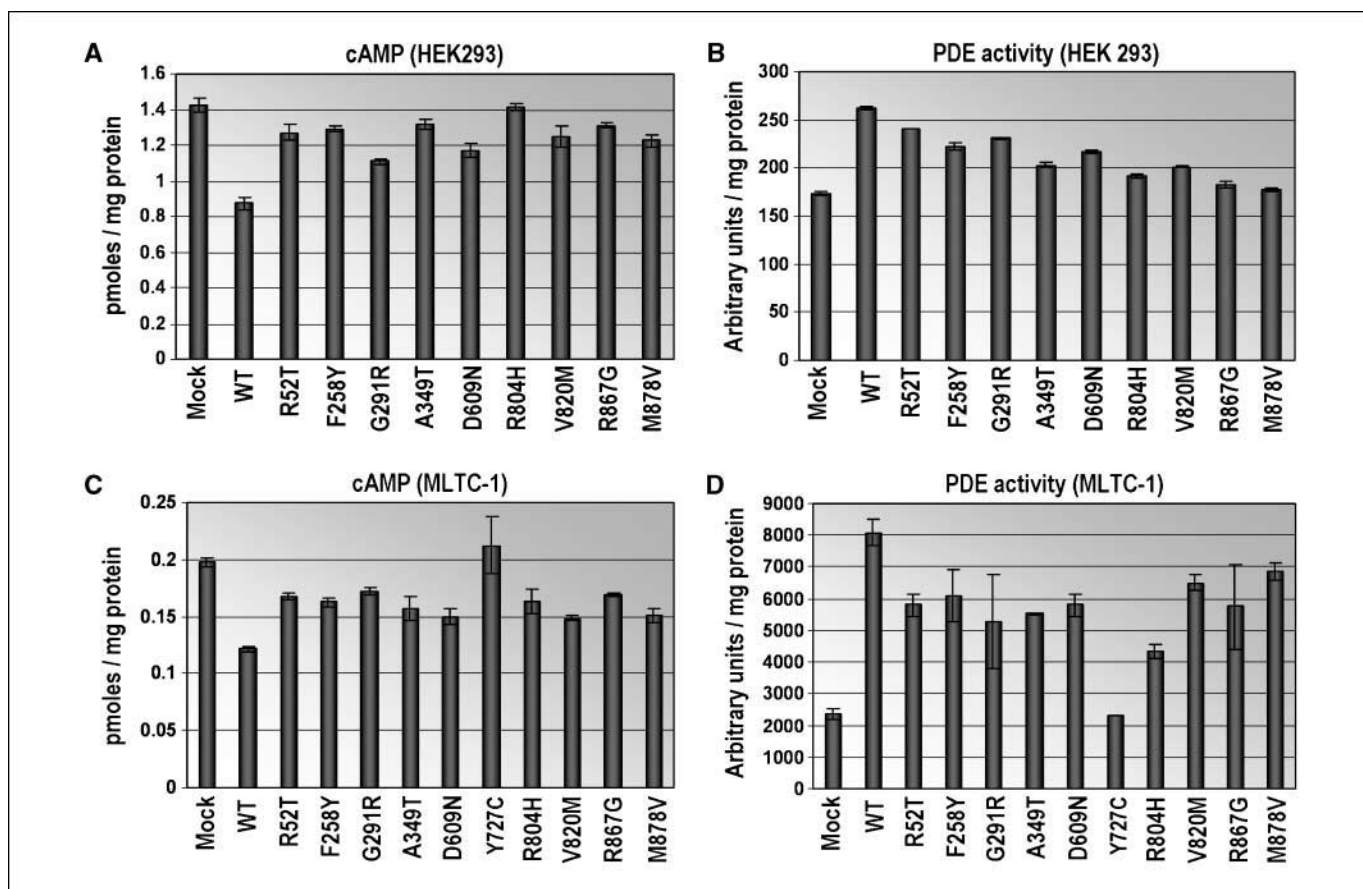 A
cAMP (HEK293)
pmoles / mg protein
1.6
1.4
1.2
1
0.8
0.6
0.4
0.2
0
Mock
WT
R52T
F258Y
G291R
A349T
D609N
R804H
V820M
R867G
M878V
B
PDE activity (HEK 293)
Arbitrary units / mg protein
300
250
200
150
100
50
0
Mock
WT
R52T
F258Y
G291R
A349T
D609N
R804H
V820M
R867G
M878V
C
cAMP (MLTC-1)
pmoles / mg protein
0.25
0.2
0.15
0.1
0.05
0
Mock
WT
R52T
F258Y
G291R
A349T
D609N
Y727C
R804H
V820M
R867G
M878V
D
PDE activity (MLTC-1)
Arbitrary units / mg protein
9000
8000
7000
6000
5000
4000
3000
2000
1000
0
Mock
WT
R52T
F258Y
G291R
A349T
D609N
Y727C
R804H
V820M
R867G
M878V